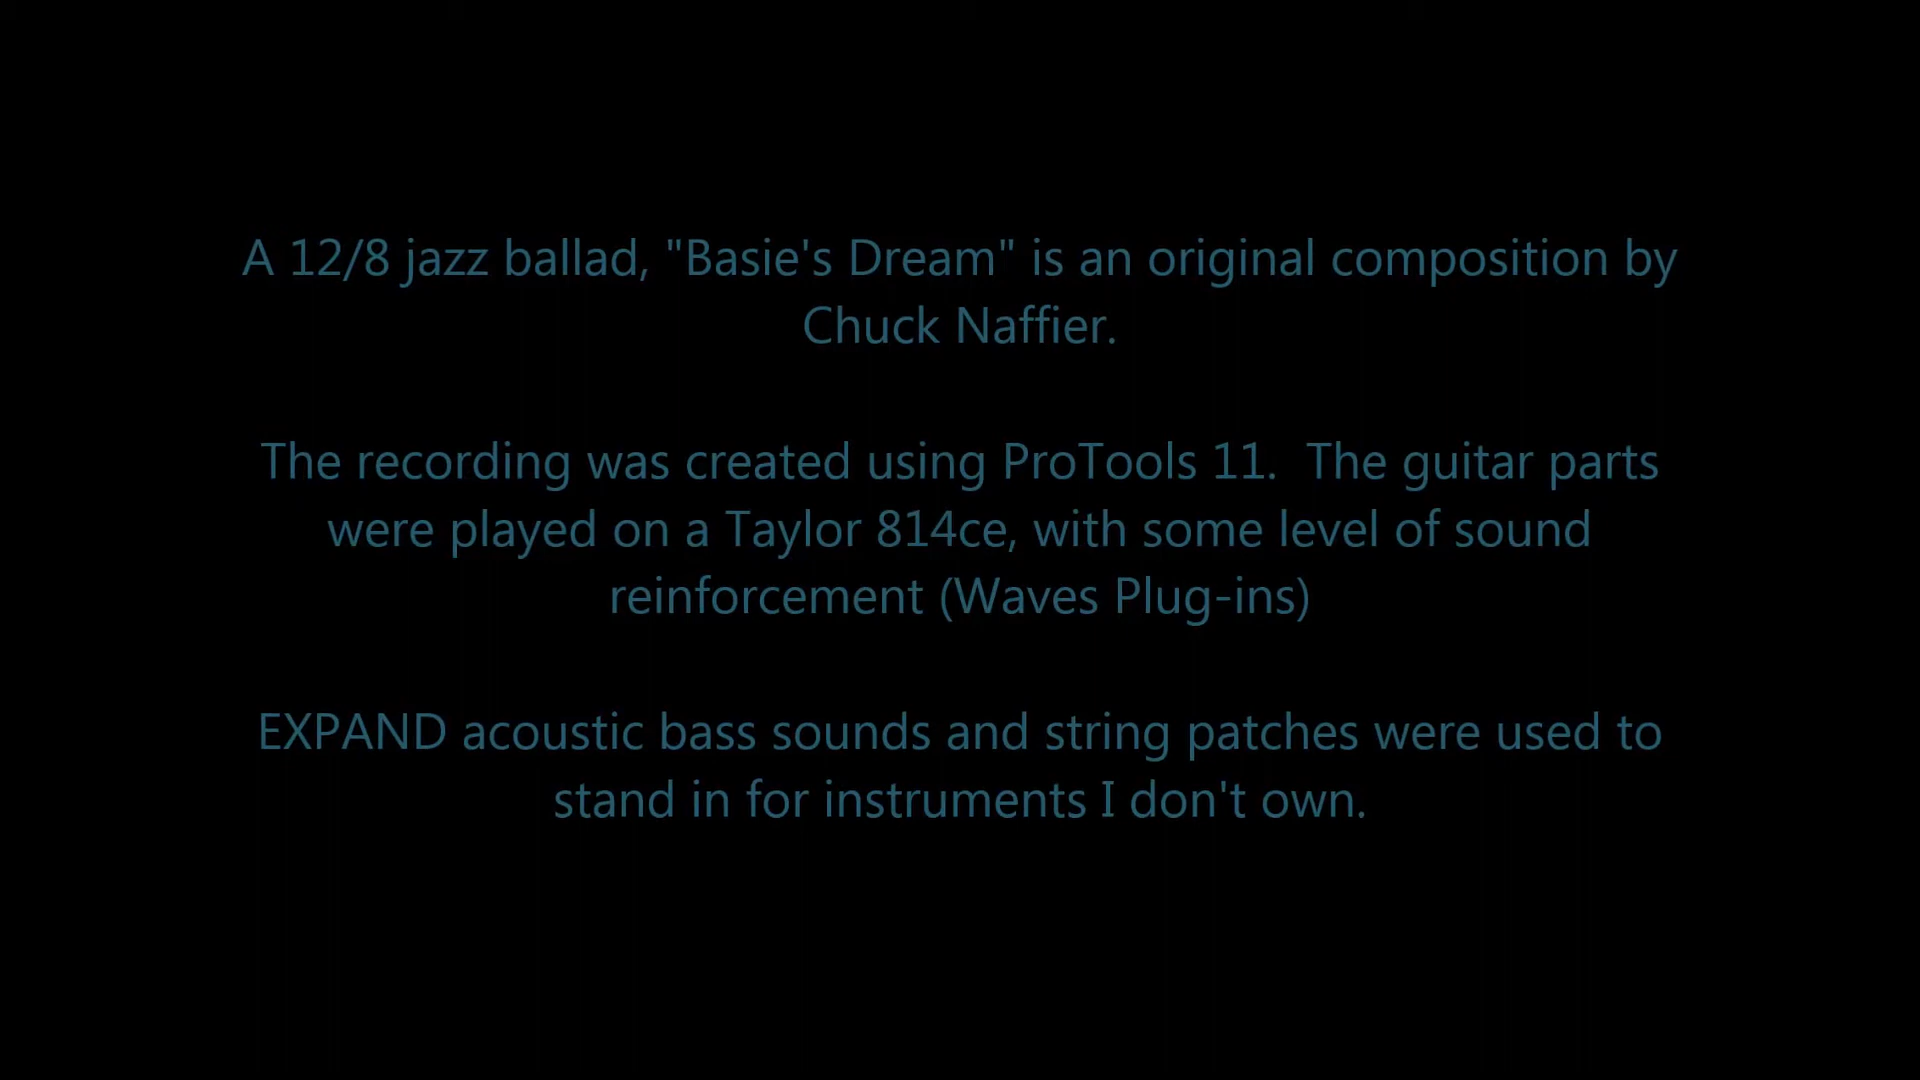 A 12/8 jazz ballad, "Basie's Dream" is an original composition by
Chuck Naffier.
The recording was created using ProTools 11.  The guitar parts
were played on a Taylor 814ce, with some level of sound
reinforcement (Waves Plug-ins)
EXPAND acoustic bass sounds and string patches were used to
stand in for instruments I don't own.